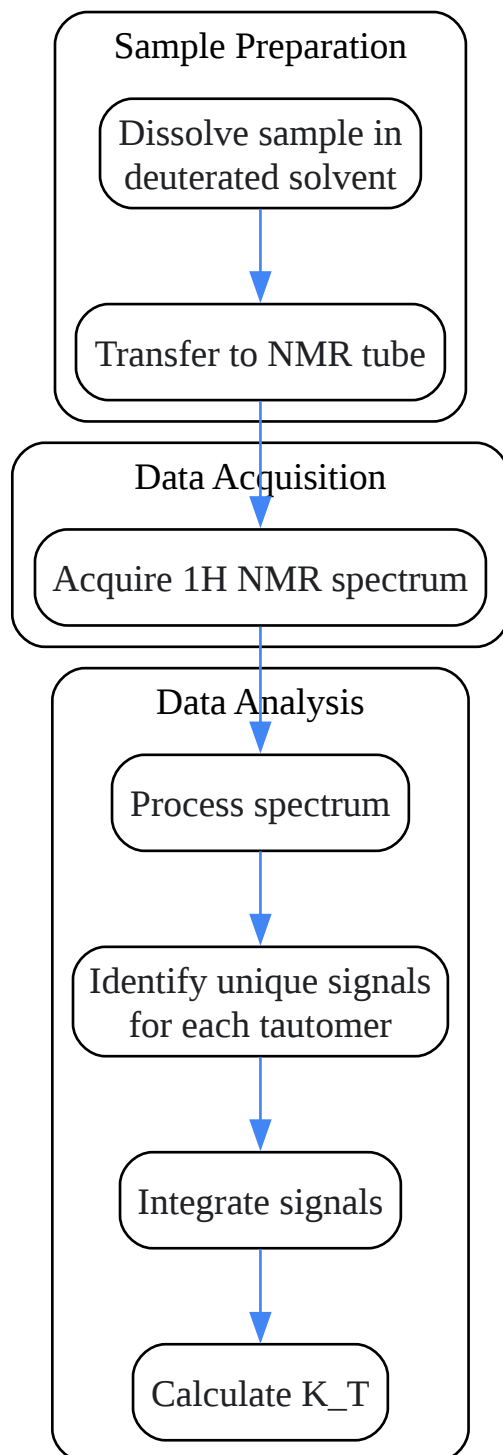 Sample Preparation
Dissolve sample in
deuterated solvent
Transfer to NMR tube
Data Acquisition
Acquire 1H NMR spectrum
Data Analysis
Process spectrum
Identify unique signals
for each tautomer
Integrate signals
Calculate K_T